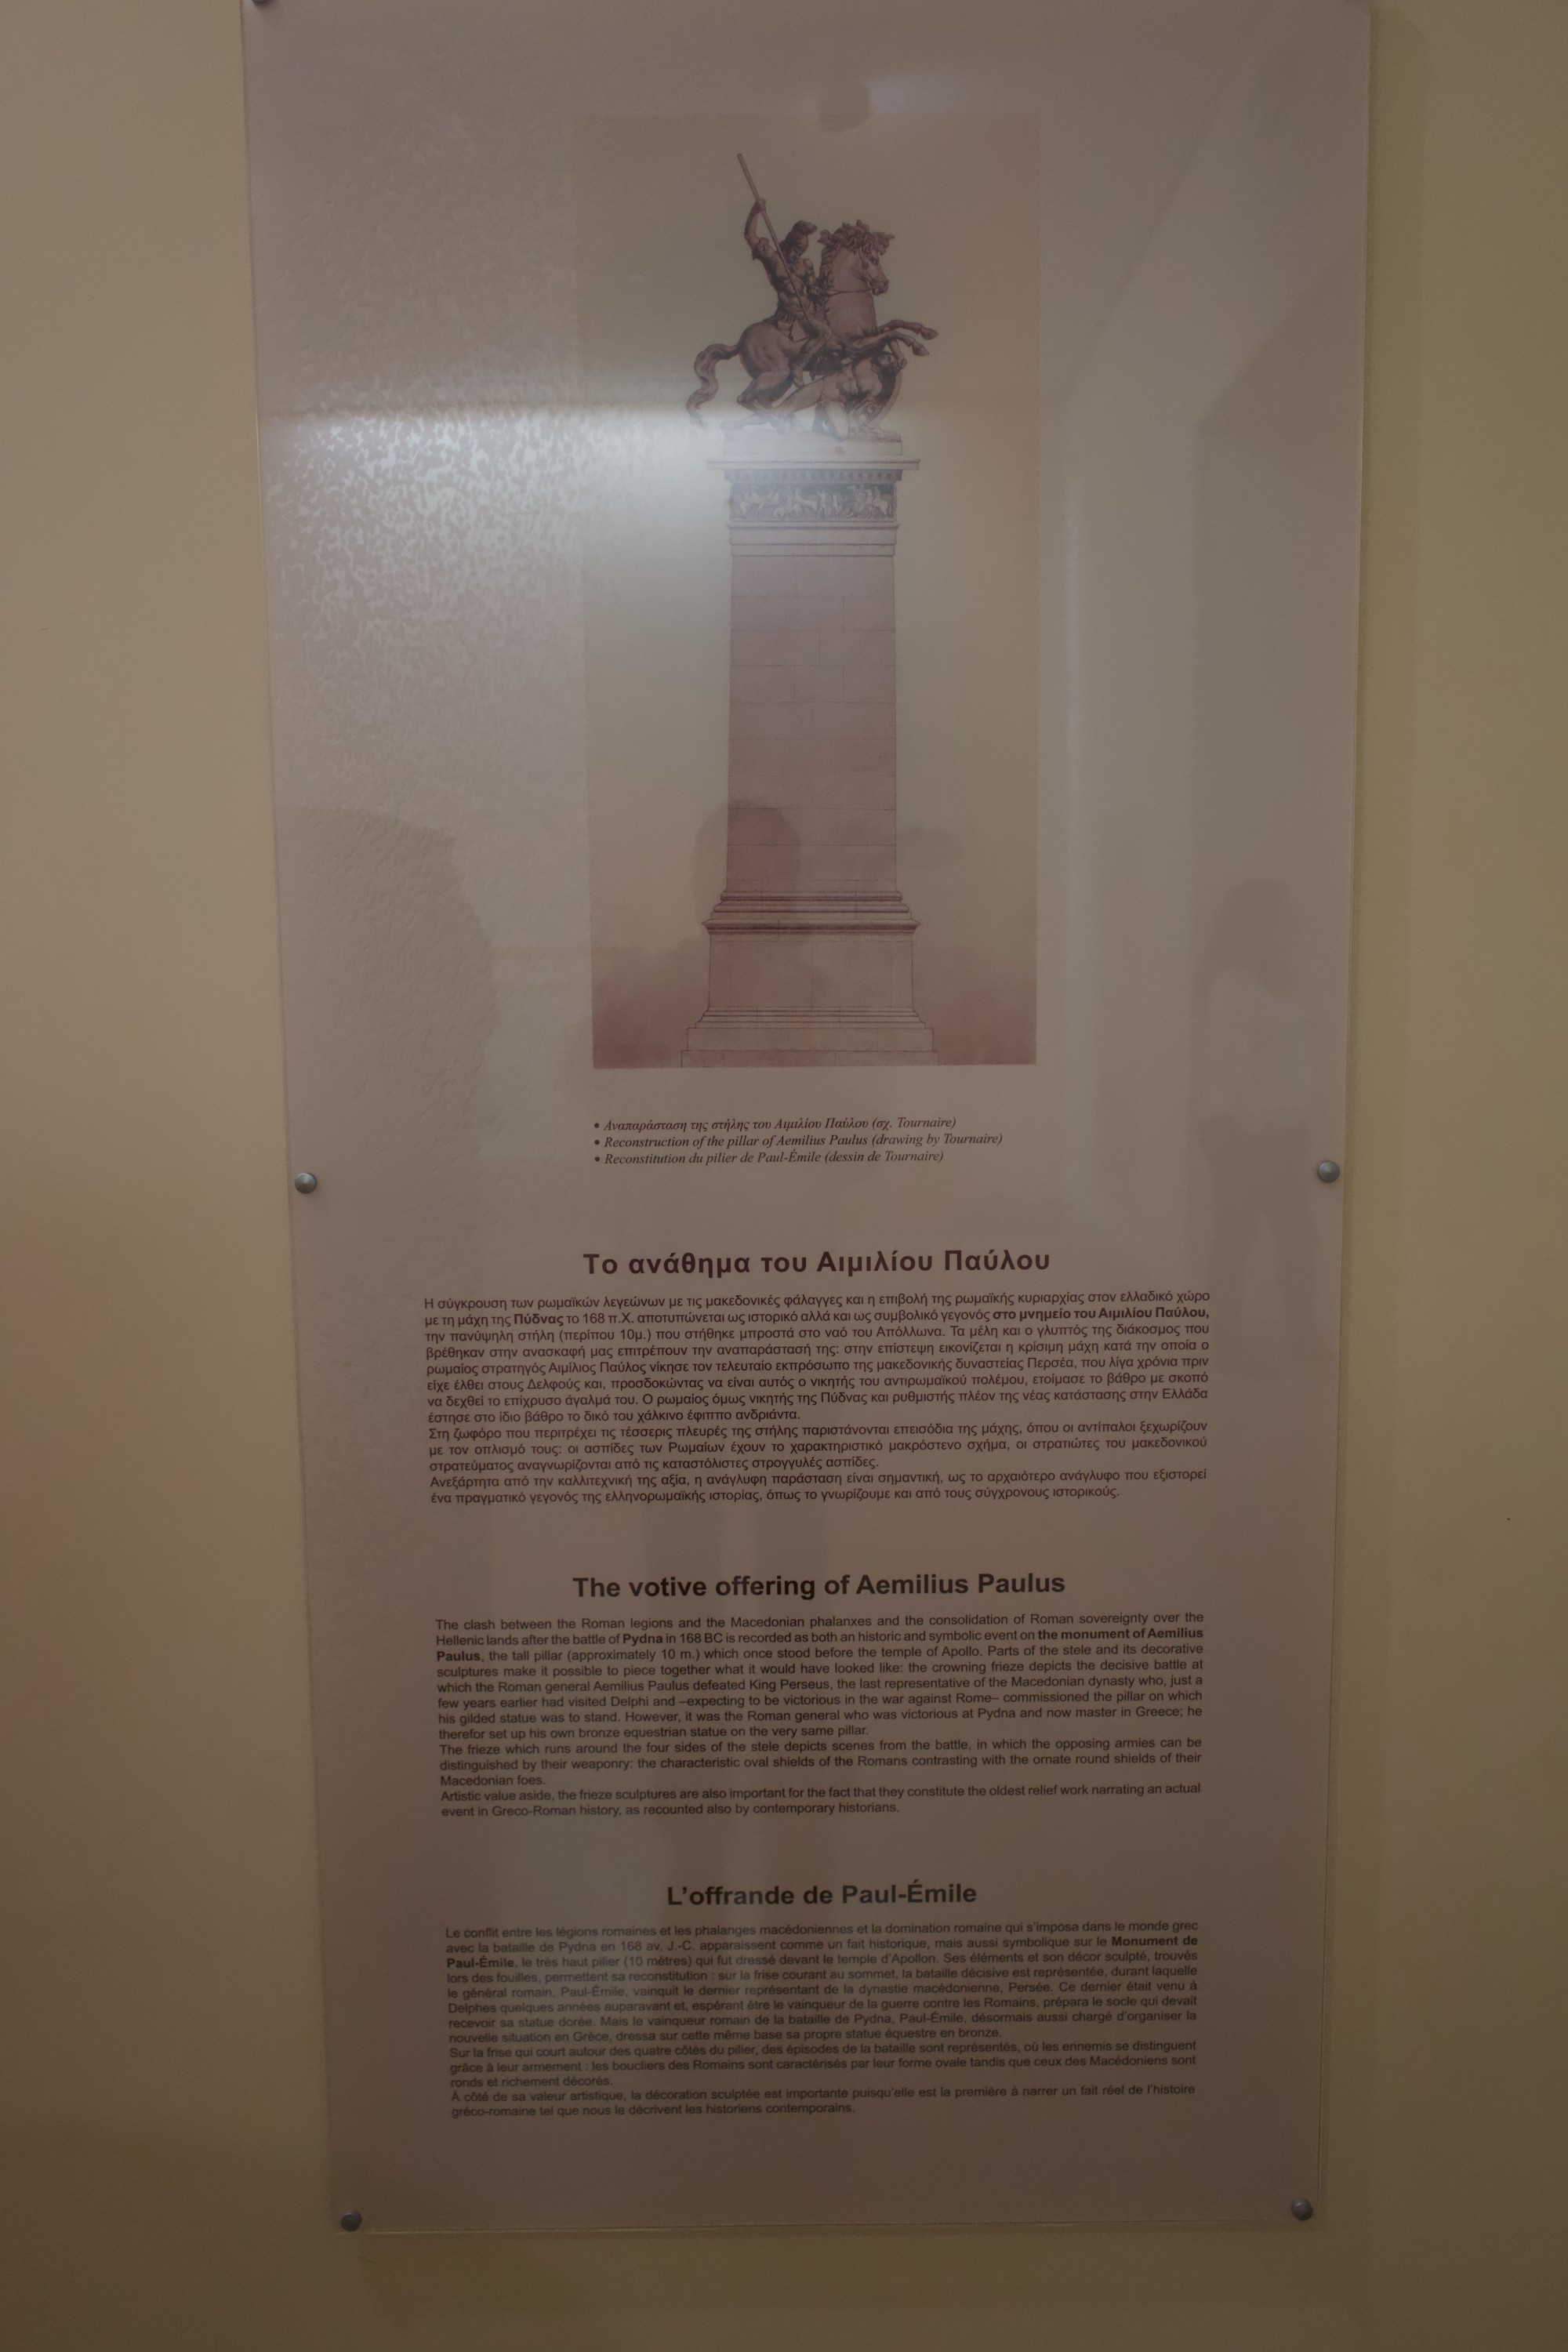 • Αναπαράσταση της στήλης του Αιμιλίου Παύλου (σχ. Tournaire)
• Reconstruction of the pillar of Aemilius Paulus (drawing by Tournaire)
• Reconstitution du pilier de Paul-Émile (dessin de Tournaire)
Το ανάθημα του Αιμιλίου Παύλου
Η σύγκρουση των ρωμαϊκών λεγεώνων με τις μακεδονικές φάλαγγες και η επιβολή της ρωμαϊκής κυριαρχίας στον ελλαδικό χώρο
με τη μάχη της Πύδνας το 168 π.Χ. αποτυπώνεται ως ιστορικό αλλά και ως συμβολικό γεγονός στο μνημείο του Αιμιλίου Παύλου,
την πανύψηλη στήλη (περίπου 10μ.) που στήθηκε μπροστά στο ναό του Απόλλωνα. Τα μέλη και ο γλυπτός της διάκοσμος που
βρέθηκαν στην ανασκαφή μας επιτρέπουν την αναπαράστασή της: στην επίστεψη εικονίζεται η κρίσιμη μάχη κατά την οποία ο
ρωμαίος στρατηγός Αιμίλιος Παύλος νίκησε τον τελευταίο εκπρόσωπο της μακεδονικής δυναστείας Περσέα, που λίγα χρόνια πριν
είχε έλθει στους Δελφούς και, προσδοκώντας να είναι αυτός ο νικητής του αντιρωμαϊκού πολέμου, ετοίμασε το βάθρο με σκοπό
να δεχθεί το επίχρυσο άγαλμά του. Ο ρωμαίος όμως νικητής της Πύδνας και ρυθμιστής πλέον της νέας κατάστασης στην Ελλάδα
έστησε στο ίδιο βάθρο το δικό του χάλκινο έφιππο ανδριάντα.
Στη ζωφόρο που περιτρέχει τις τέσσερις πλευρές της στήλης παριστάνονται επεισόδια της μάχης, όπου οι αντίπαλοι ξεχωρίζουν
με τον οπλισμό τους: οι ασπίδες των Ρωμαίων έχουν το χαρακτηριστικό μακρόστενο σχήμα, οι στρατιώτες του μακεδονικού
στρατεύματος αναγνωρίζονται από τις καταστόλιστες στρογγυλές ασπίδες.
Ανεξάρτητα από την καλλιτεχνική της αξία, η ανάγλυφη παράσταση είναι σημαντική, ως το αρχαιότερο ανάγλυφο που εξιστορεί
ένα πραγματικό γεγονός της ελληνορωμαϊκής ιστορίας, όπως το γνωρίζουμε και από τους σύγχρονους ιστορικούς.
The votive offering of Aemilius Paulus
The clash between the Roman legions and the Macedonian phalanxes and the consolidation of Roman sovereignty over the
Hellenic lands after the battle of Pydna in 168 BC is recorded as both an historic and symbolic event on the monument of Aemilius
Paulus, the tall pillar (approximately 10 m.) which once stood before the temple of Apollo. Parts of the stele and its decorative
sculptures make it possible to piece together what it would have looked like: the crowning frieze depicts the decisive battle at
which the Roman general Aemilius Paulus defeated King Perseus, the last representative of the Macedonian dynasty who, just a
few years earlier had visited Delphi and –expecting to be victorious in the war against Rome– commissioned the pillar on which
his gilded statue was to stand. However, it was the Roman general who was victorious at Pydna and now master in Greece; he
therefor set up his own bronze equestrian statue on the very same pillar.
The frieze which runs around the four sides of the stele depicts scenes from the battle, in which the opposing armies can be
distinguished by their weaponry: the characteristic oval shields of the Romans contrasting with the ornate round shields of their
Macedonian foes.
Artistic value aside, the frieze sculptures are also important for the fact that they constitute the oldest relief work narrating an actual
event in Greco-Roman history, as recounted also by contemporary historians.
L'offrande de Paul-Émile
Le conflit entre les légions romaines et les phalanges macédoniennes et la domination romaine qui s'imposa dans le monde grec
avec la bataille de Pydna en 168 av. J.-C. apparaissent comme un fait historique, mais aussi symbolique sur le Monument de
Paul-Émile, le très haut pilier (10 mètres) qui fut dressé devant le temple d'Apollon. Ses éléments et son décor sculpté, trouvés
lors des fouilles, permettent sa reconstitution : sur la frise courant au sommet, la bataille décisive est représentée, durant laquelle
le général romain, Paul-Émile, vainquit le dernier représentant de la dynastie macédonienne, Persée. Ce dernier était venu à
Delphes quelques années auparavant et, espérant être le vainqueur de la guerre contre les Romains, prépara le socle qui devait
recevoir sa statue dorée. Mais le vainqueur romain de la bataille de Pydna, Paul-Émile, désormais aussi chargé d'organiser la
nouvelle situation en Grèce, dressa sur cette même base sa propre statue équestre en bronze.
Sur la frise qui court autour des quatre côtés du pilier, des épisodes de la bataille sont représentés, où les ennemis se distinguent
grâce à leur armement : les boucliers des Romains sont caractérisés par leur forme ovale tandis que ceux des Macédoniens sont
ronds et richement décorés.
À côté de sa valeur artistique, la décoration sculptée est importante puisqu'elle est la première à narrer un fait réel de l'histoire
gréco-romaine tel que nous le décrivent les historiens contemporains.